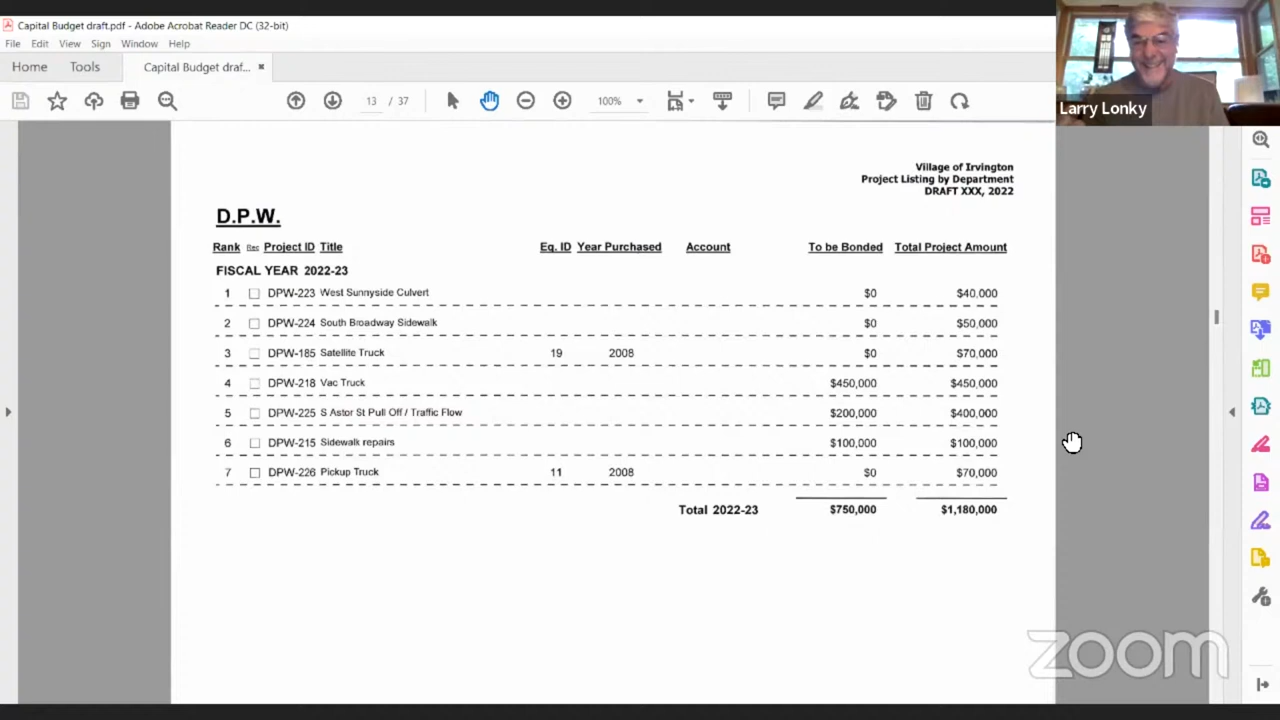 Capital Budget draft.pdf - Adobe Acrobat Reader DC (32-bit)
File Edit View Sign Window Help
Home Tools Capital Budget draf... ×
13 / 37 100%
Larry Lonky
Village of Irvington
Project Listing by Department
DRAFT XXX, 2022
D.P.W.
Rank Rec Project ID Title Eq. ID Year Purchased Account To be Bonded Total Project Amount
FISCAL YEAR 2022-23
1 DPW-223 West Sunnyside Culvert $0 $40,000
2 DPW-224 South Broadway Sidewalk $0 $50,000
3 DPW-185 Satellite Truck 19 2008 $0 $70,000
4 DPW-218 Vac Truck $450,000 $450,000
5 DPW-225 S Astor St Pull Off / Traffic Flow $200,000 $400,000
6 DPW-215 Sidewalk repairs $100,000 $100,000
7 DPW-226 Pickup Truck 11 2008 $0 $70,000
Total 2022-23 $750,000 $1,180,000
zoom